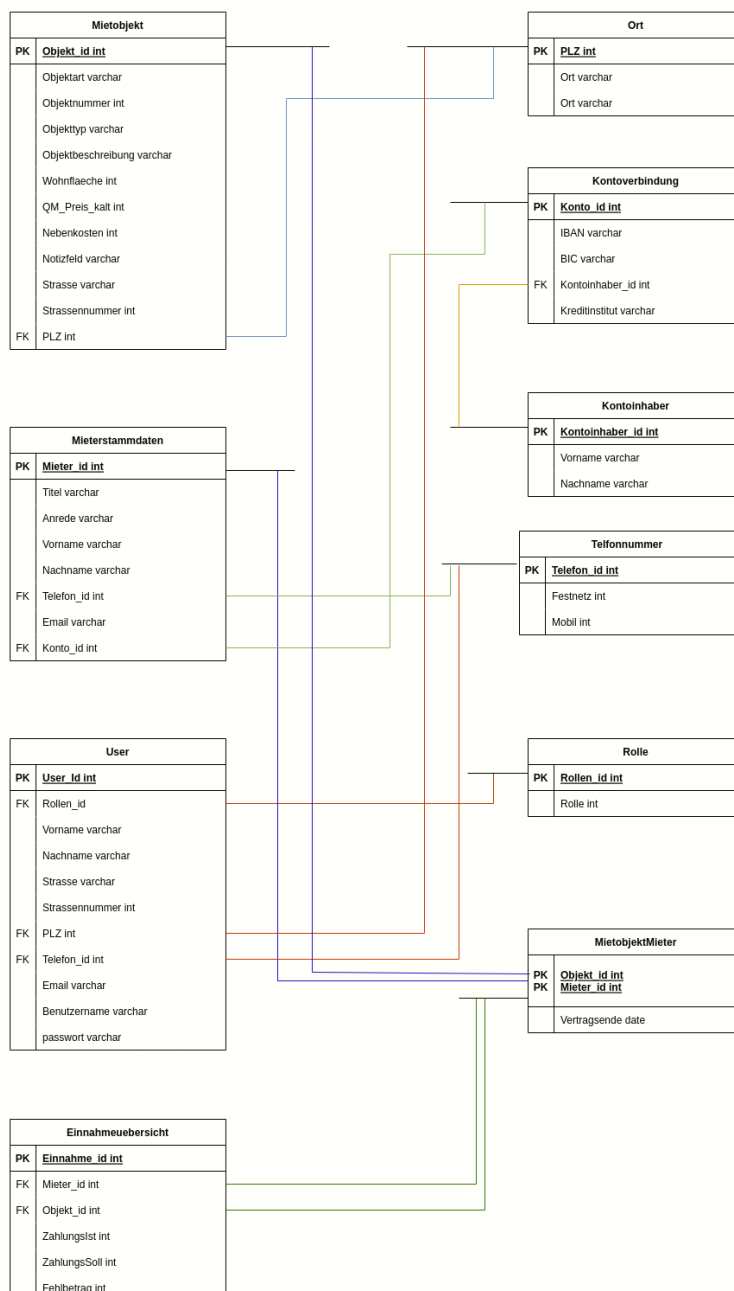 Mietobjekt
PK Objekt_id int
Objektart varchar
Objektnummer int
Objekttyp varchar
Objektbeschreibung varchar
Wohnflaeche int
QM_Preis_kalt int
Nebenkosten int
Notizfeld varchar
Strasse varchar
Strassennummer int
FK PLZ int
Ort
PK PLZ int
Ort varchar
Ort varchar
Kontoverbindung
PK Konto_id int
IBAN varchar
BIC varchar
FK Kontoinhaber_id int
Kreditinstitut varchar
Kontoinhaber
PK Kontoinhaber_id int
Vorname varchar
Nachname varchar
Mieterstammdaten
PK Mieter_id int
Titel varchar
Anrede varchar
Vorname varchar
Nachname varchar
FK Telefon_id int
Email varchar
FK Konto_id int
Telfonnummer
PK Telefon_id int
Festnetz int
Mobil int
User
PK User_Id int
FK Rollen_id
Vorname varchar
Nachname varchar
Strasse varchar
Strassennummer int
FK PLZ int
FK Telefon_id int
Email varchar
Benutzername varchar
passwort varchar
Rolle
PK Rollen_id int
Rolle int
MietobjektMieter
PK Objekt_id int
PK Mieter_id int
Vertragsende date
Einnahmeuebersicht
PK Einnahme_id int
FK Mieter_id int
FK Objekt_id int
ZahlungsIst int
ZahlungsSoll int
Fehlbetrag int